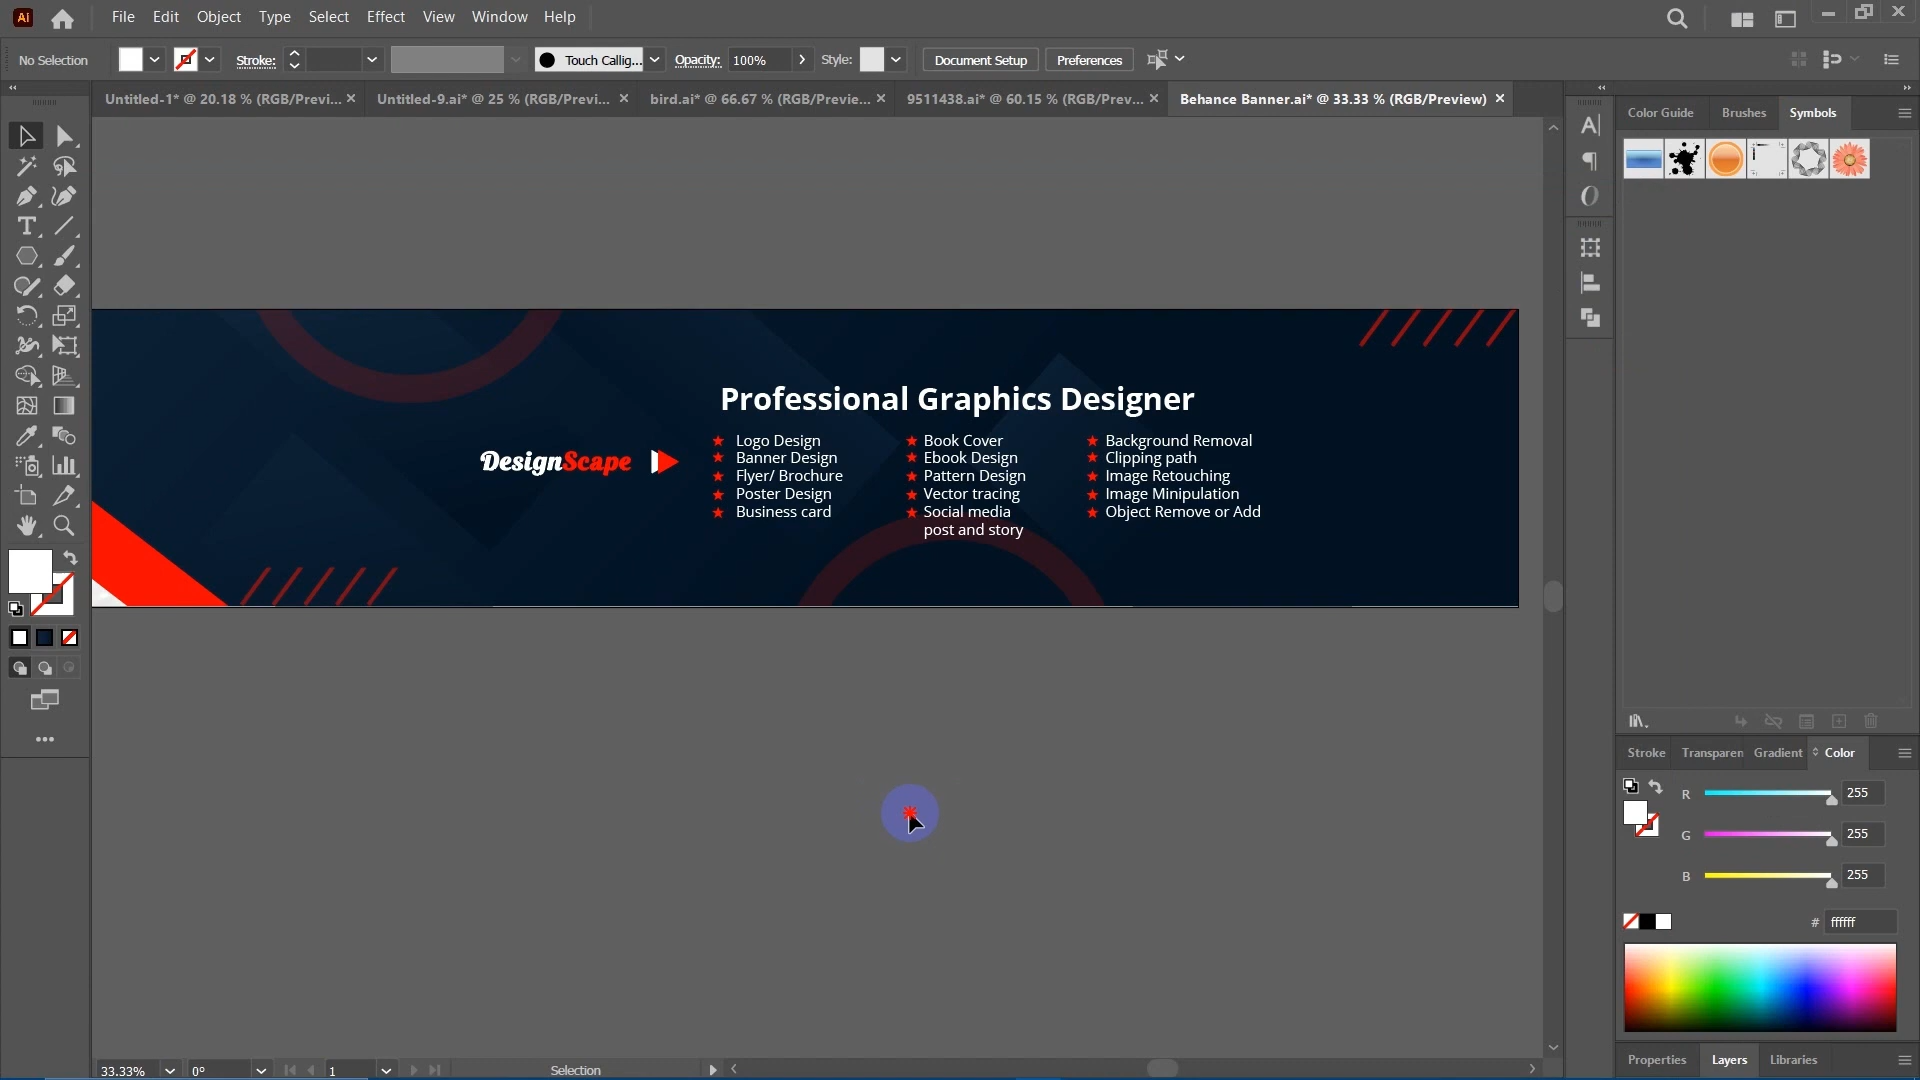 Ai File Edit Object Type Select Effect View Window Help
No Selection Stroke: Touch Callig... Opacity: 100% Style: Document Setup Preferences
Untitled-1* @ 20.18 % (RGB/Previ... Untitled-9.ai* @ 25 % (RGB/Previ... bird.ai* @ 66.67 % (RGB/Previe... 9511438.ai* @ 60.15 % (RGB/Prev... Behance Banner.ai* @ 33.33 % (RGB/Preview)
Color Guide Brushes Symbols
Professional Graphics Designer
DesignScape
Logo Design
Banner Design
Flyer/ Brochure
Poster Design
Business card
Book Cover
Ebook Design
Pattern Design
Vector tracing
Social media
post and story
Background Removal
Clipping path
Image Retouching
Image Minipulation
Object Remove or Add
Stroke Transparen Gradient Color
R 255
G 255
B 255
# ffffff
Properties Layers Libraries
33.33% 0° 1 Selection